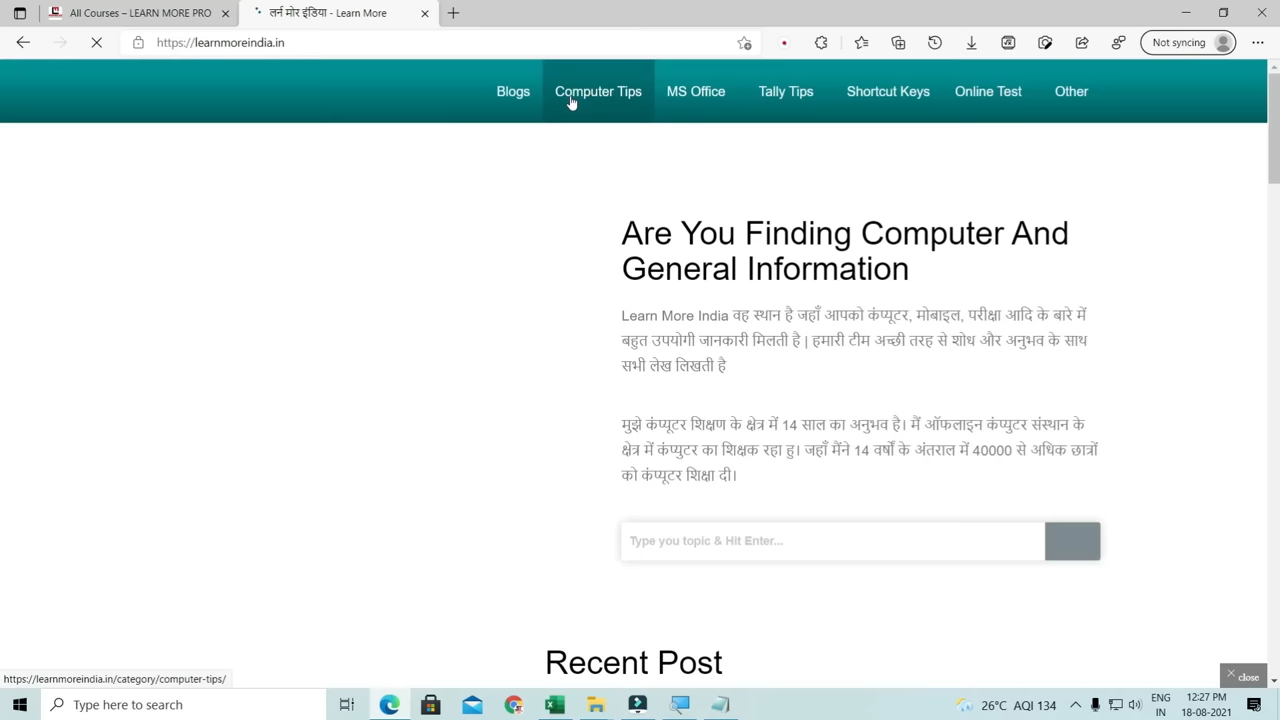 All Courses – LEARN MORE PRO
लर्न मोर इंडिया - Learn More
https://learnmoreindia.in
Not syncing
Blogs Computer Tips MS Office Tally Tips Shortcut Keys Online Test Other
Are You Finding Computer And
General Information
Learn More India वह स्थान है जहाँ आपको कंप्यूटर, मोबाइल, परीक्षा आदि के बारे में
बहुत उपयोगी जानकारी मिलती है | हमारी टीम अच्छी तरह से शोध और अनुभव के साथ
सभी लेख लिखती है
मुझे कंप्यूटर शिक्षण के क्षेत्र में 14 साल का अनुभव है। मैं ऑफलाइन कंप्युटर संस्थान के
क्षेत्र में कंप्युटर का शिक्षक रहा हु। जहाँ मैंने 14 वर्षों के अंतराल में 40000 से अधिक छात्रों
को कंप्यूटर शिक्षा दी।
Type you topic & Hit Enter...
Recent Post
https://learnmoreindia.in/category/computer-tips/
close
Type here to search
26°C AQI 134
ENG
IN
12:27 PM
18-08-2021